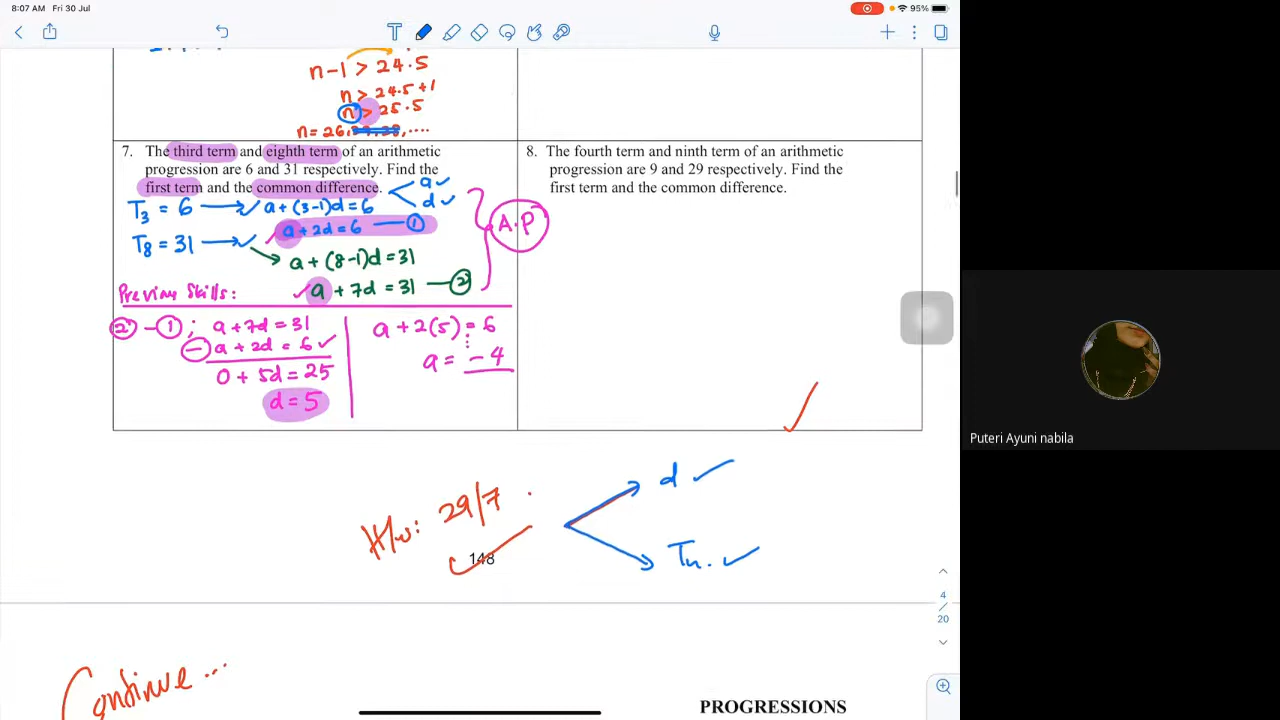 8:07 AM Fri 30 Jul
95%
n-1 > 24.5
n > 24.5+1
n > 25.5
n = 26, 27, 28, ....
7. The third term and eighth term of an arithmetic
progression are 6 and 31 respectively. Find the
first term and the common difference.
a ✓
d ✓
T3 = 6 → ✓ a+(3-1)d = 6
a + 2d = 6 — ①
T8 = 31 → ✓
a + (8-1)d = 31
✓ a + 7d = 31 — ②
A.P
Previous Skills:
② - ① ; a + 7d = 31
- a + 2d = 6 ✓
0 + 5d = 25
d = 5
a + 2(5) = 6
a = -4
8. The fourth term and ninth term of an arithmetic
progression are 9 and 29 respectively. Find the
first term and the common difference.
H/w: 29/7.
d ✓
Tn. ✓
148
4
/
20
Continue ...
PROGRESSIONS
Puteri Ayuni nabila